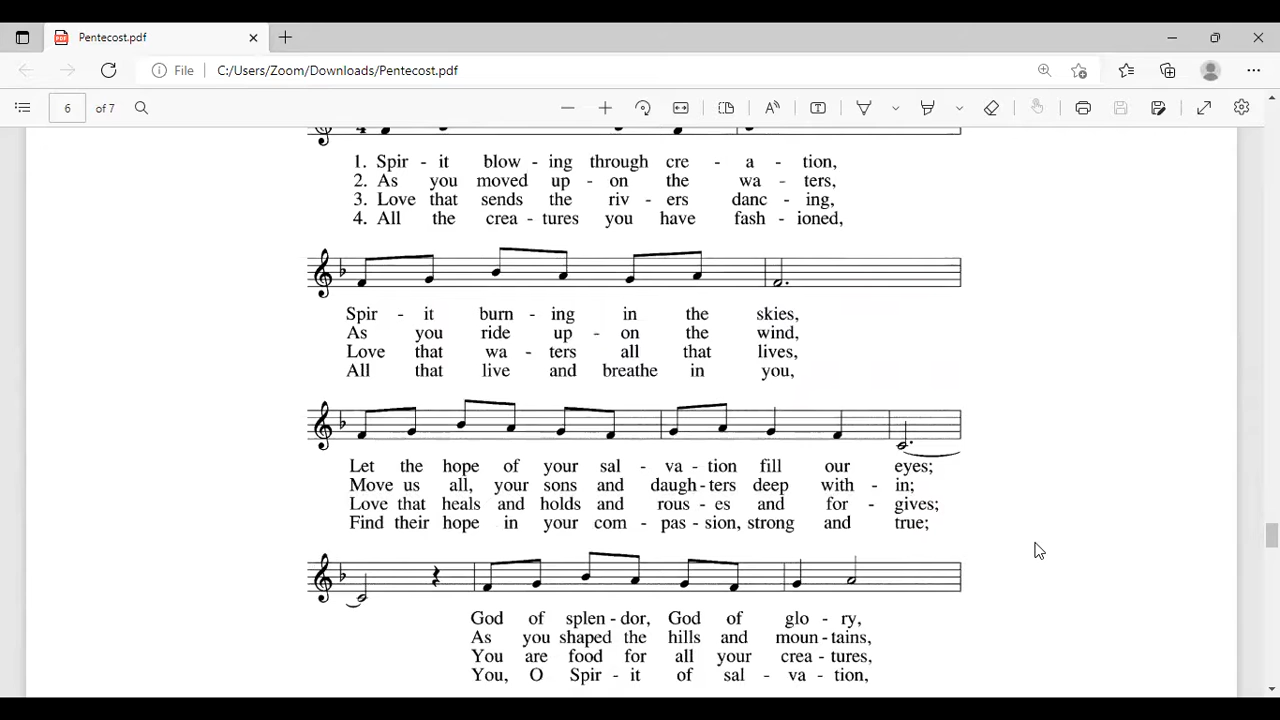 Pentecost.pdf
File C:/Users/Zoom/Downloads/Pentecost.pdf
6 of 7
1. Spir - it blow - ing through cre - a - tion,
2. As you moved up - on the wa - ters,
3. Love that sends the riv - ers danc - ing,
4. All the crea - tures you have fash - ioned,
Spir - it burn - ing in the skies,
As you ride up - on the wind,
Love that wa - ters all that lives,
All that live and breathe in you,
Let the hope of your sal - va - tion fill our eyes;
Move us all, your sons and daugh - ters deep with - in;
Love that heals and holds and rous - es and for - gives;
Find their hope in your com - pas - sion, strong and true;
God of splen - dor, God of glo - ry,
As you shaped the hills and moun - tains,
You are food for all your crea - tures,
You, O Spir - it of sal - va - tion,